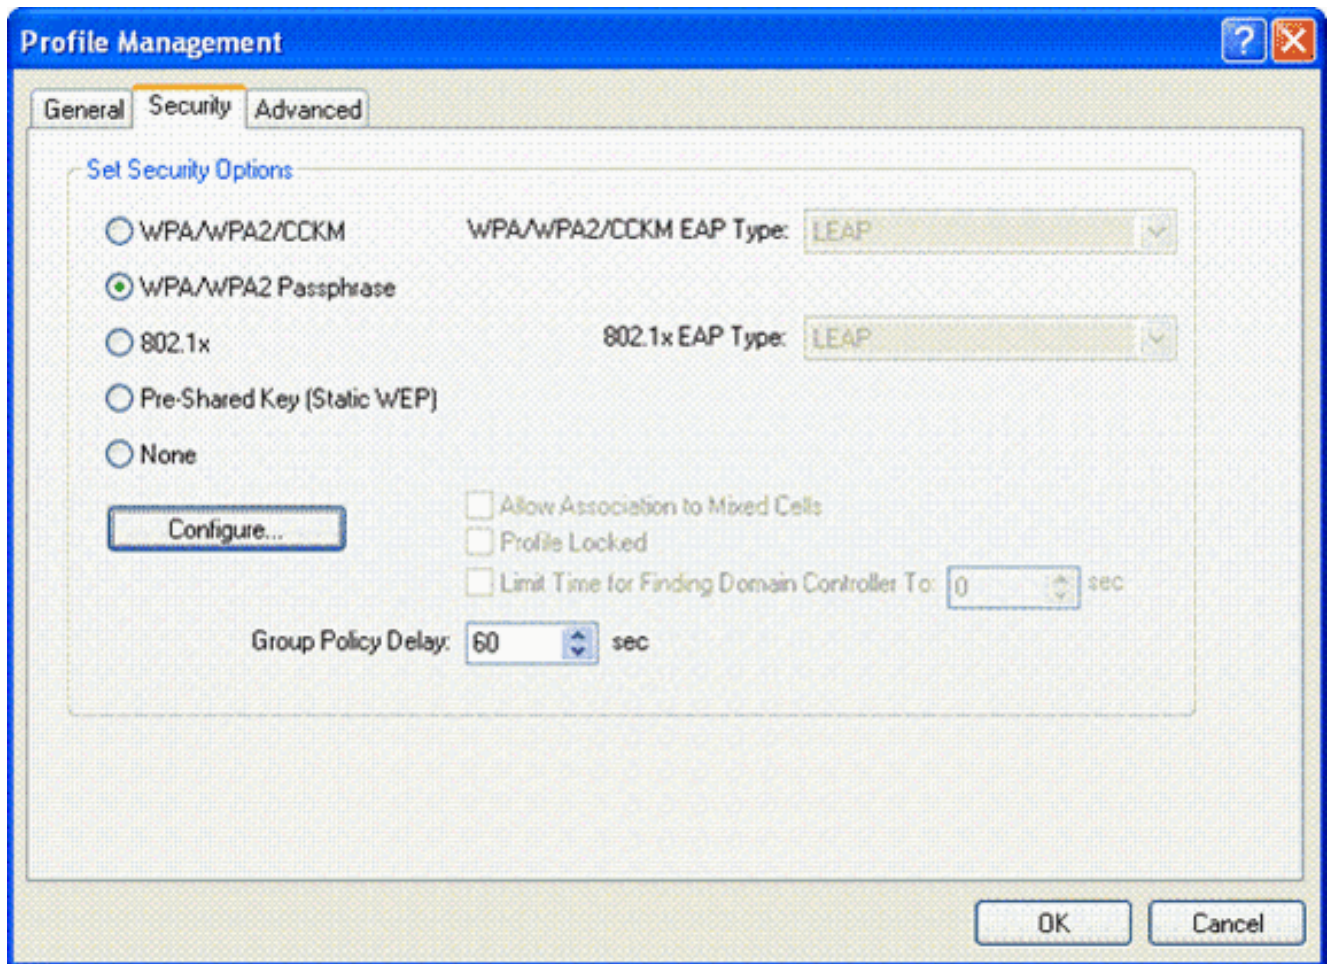 Profile Management
General Security Advanced
Set Security Options
WPA/WPA2/CCKM WPA/WPA2/CCKM EAP Type: LEAP
WPA/WPA2 Passphrase
802.1x 802.1x EAP Type: LEAP
Pre-Shared Key (Static WEP)
None
Configure... Allow Association to Mixed Cells
Profile Locked
Limit Time for Finding Domain Controller To: 0 sec
Group Policy Delay: 60 sec
OK Cancel